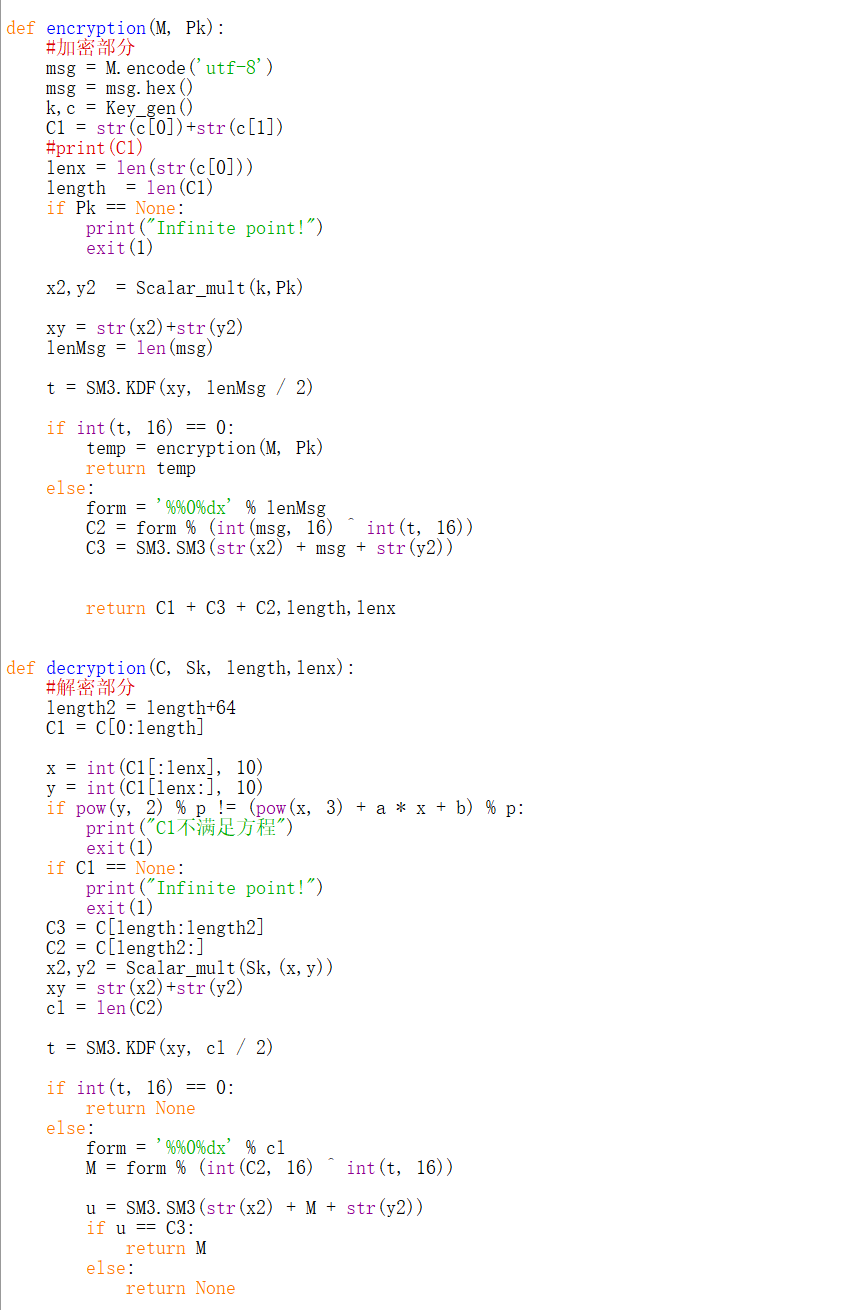 def encryption(M, Pk):
    #加密部分
    msg = M.encode('utf-8')
    msg = msg.hex()
    k,c = Key_gen()
    C1 = str(c[0])+str(c[1])
    #print(C1)
    lenx = len(str(c[0]))
    length  = len(C1)
    if Pk == None:
        print("Infinite point!")
        exit(1)
    x2,y2  = Scalar_mult(k,Pk)
    xy = str(x2)+str(y2)
    lenMsg = len(msg)
    t = SM3.KDF(xy, lenMsg / 2)
    if int(t, 16) == 0:
        temp = encryption(M, Pk)
        return temp
    else:
        form = '%%0%dx' % lenMsg
        C2 = form % (int(msg, 16) ^ int(t, 16))
        C3 = SM3.SM3(str(x2) + msg + str(y2))
        return C1 + C3 + C2,length,lenx
def decryption(C, Sk, length,lenx):
    #解密部分
    length2 = length+64
    C1 = C[0:length]
    x = int(C1[:lenx], 10)
    y = int(C1[lenx:], 10)
    if pow(y, 2) % p != (pow(x, 3) + a * x + b) % p:
        print("C1不满足方程")
        exit(1)
    if C1 == None:
        print("Infinite point!")
        exit(1)
    C3 = C[length:length2]
    C2 = C[length2:]
    x2,y2 = Scalar_mult(Sk,(x,y))
    xy = str(x2)+str(y2)
    cl = len(C2)
    t = SM3.KDF(xy, cl / 2)
    if int(t, 16) == 0:
        return None
    else:
        form = '%%0%dx' % cl
        M = form % (int(C2, 16) ^ int(t, 16))
        u = SM3.SM3(str(x2) + M + str(y2))
        if u == C3:
            return M
        else:
            return None